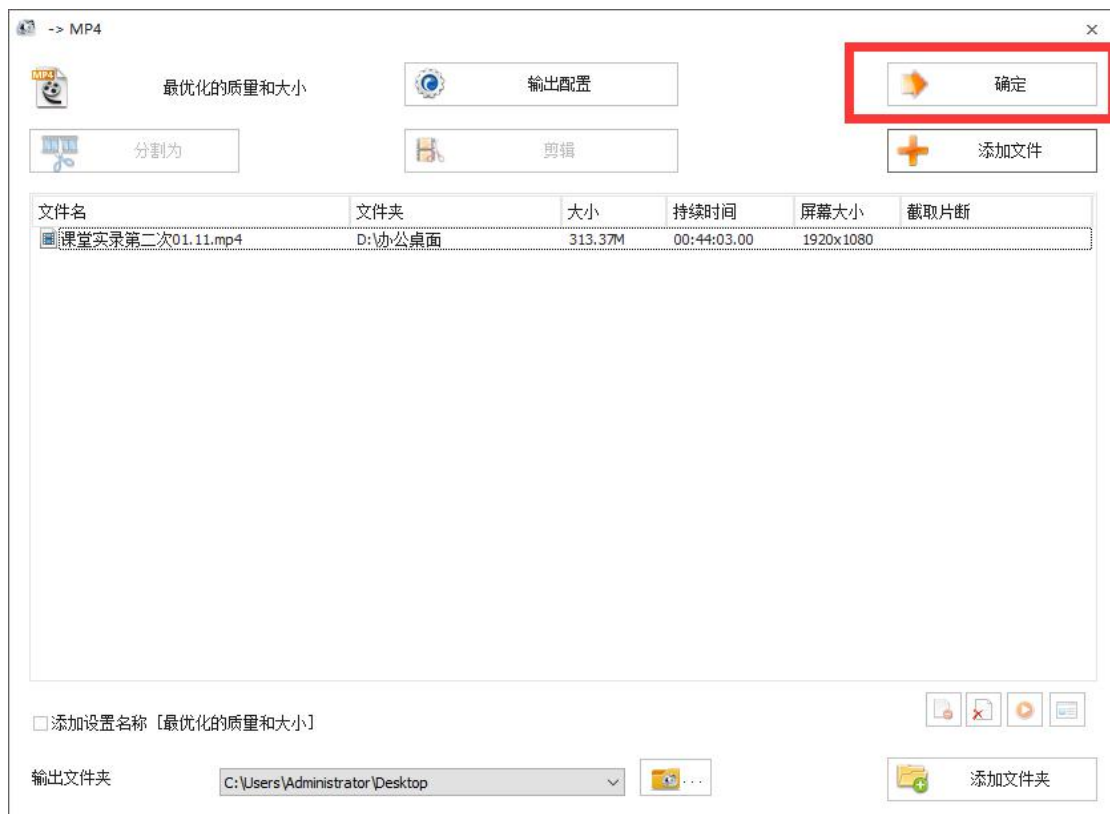 -> MP4
MP4
最优化的质量和大小
输出配置
确定
分割为
剪辑
添加文件
文件名 文件夹 大小 持续时间 屏幕大小 截取片断
课堂实录第二次01.11.mp4 D:\办公桌面 313.37M 00:44:03.00 1920x1080
添加设置名称 [最优化的质量和大小]
输出文件夹
C:\Users\Administrator\Desktop
...
添加文件夹